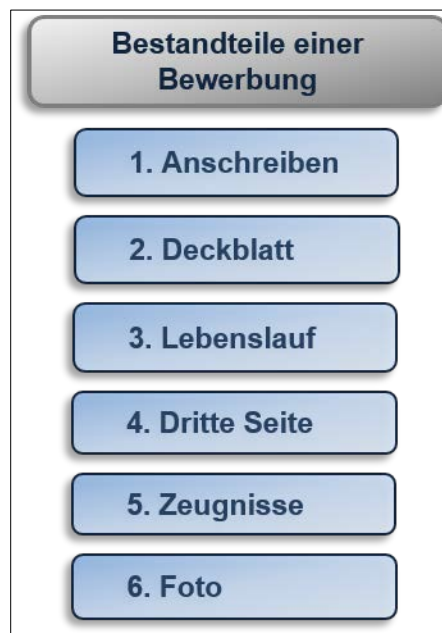 Bestandteile einer
Bewerbung
1. Anschreiben
2. Deckblatt
3. Lebenslauf
4. Dritte Seite
5. Zeugnisse
6. Foto